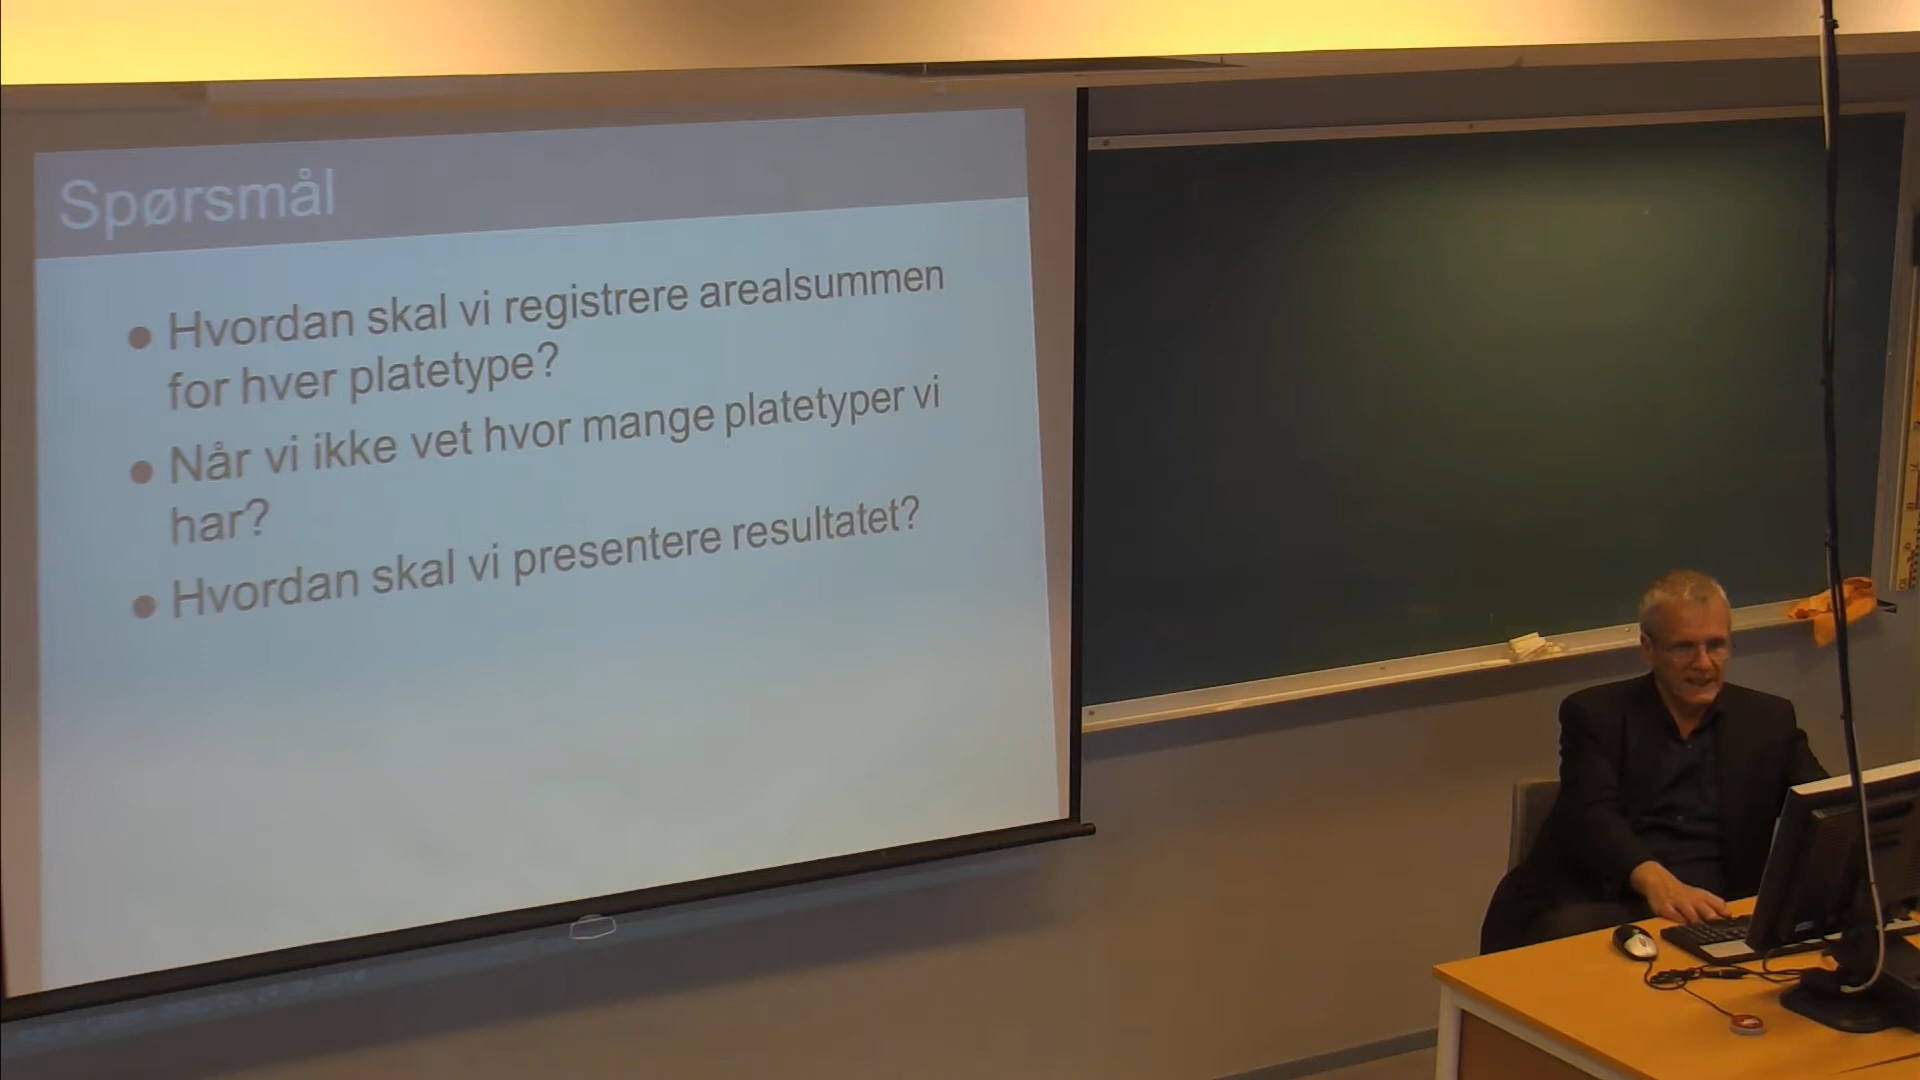 Spørsmål
● Hvordan skal vi registrere arealsummen
for hver platetype?
● Når vi ikke vet hvor mange platetyper vi
har?
● Hvordan skal vi presentere resultatet?